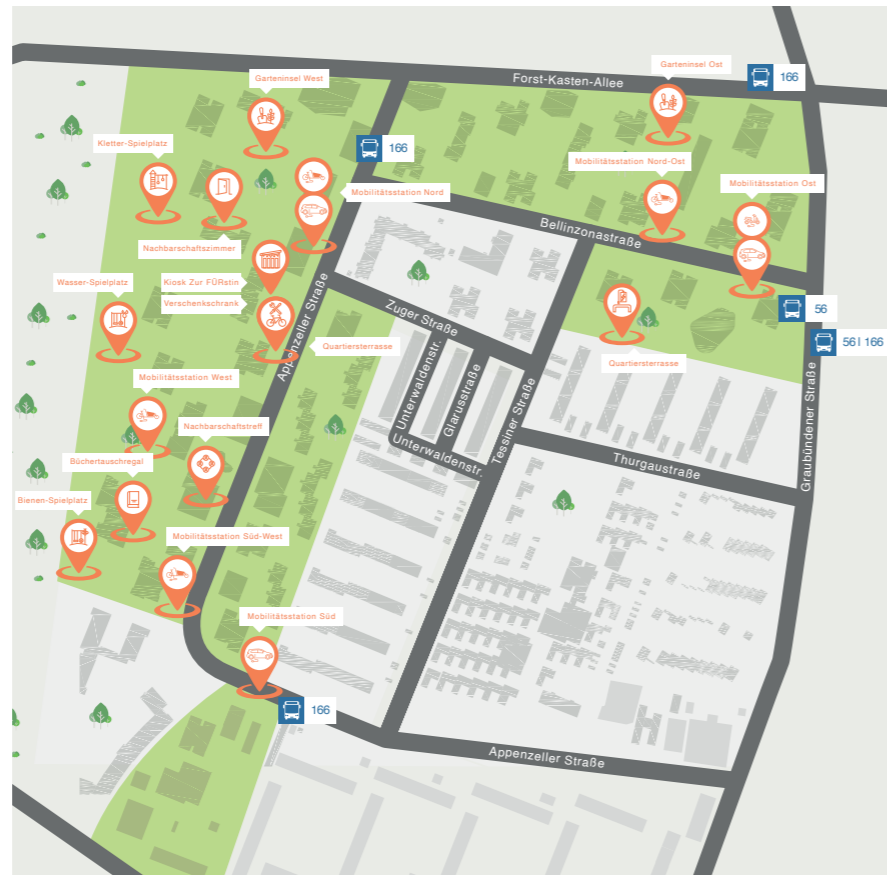 Garteninsel West
Forst-Kasten-Allee
Garteninsel Ost
166
Kletter-Spielplatz
166
Mobilitätsstation Nord-Ost
Mobilitätsstation Nord
Mobilitätsstation Ost
Bellinzonastraße
Nachbarschaftszimmer
Wasser-Spielplatz
Kiosk Zur FÜRstin
Verschenkschrank
Appenzeller Straße
Zuger Straße
56
Quartiersterrasse
56 I 166
Quartiersterrasse
Mobilitätsstation West
Unterwaldenstr.
Glarusstraße
Tessiner Straße
Graubündener Straße
Nachbarschaftstreff
Unterwaldenstr.
Thurgaustraße
Büchertauschregal
Bienen-Spielplatz
Mobilitätsstation Süd-West
Mobilitätsstation Süd
166
Appenzeller Straße